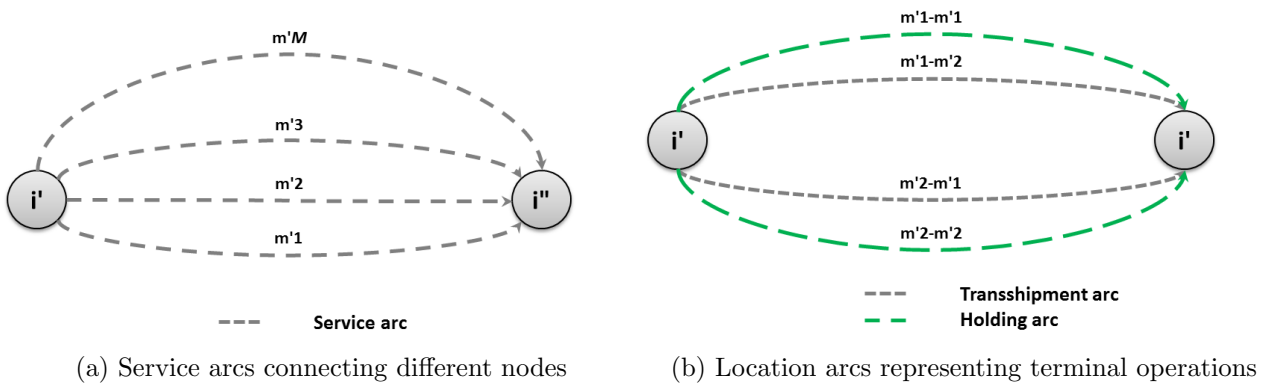 m'M
m'3
i'
m'2
i"
m'1
Service arc
(a) Service arcs connecting different nodes
m'1-m'1
m'1-m'2
i'
i'
m'2-m'1
m'2-m'2
Transshipment arc
Holding arc
(b) Location arcs representing terminal operations